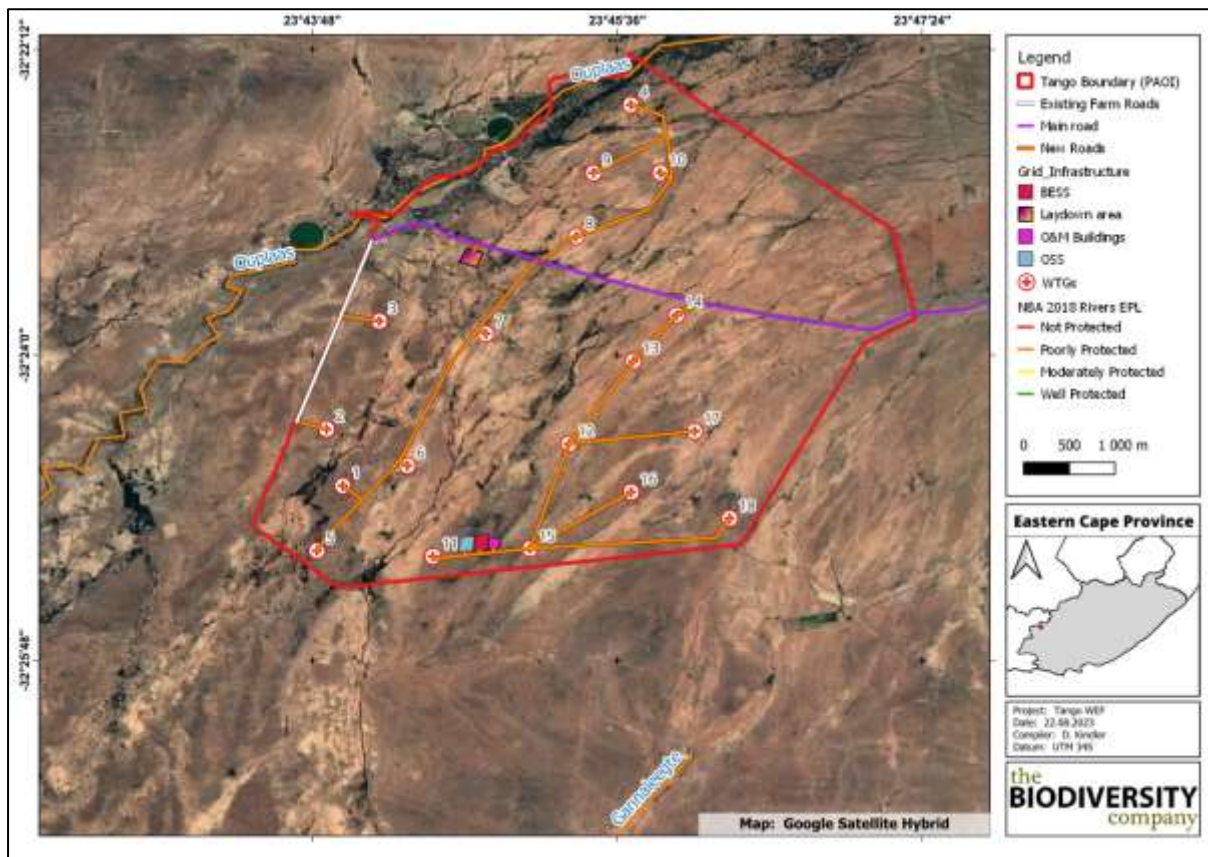 23°43'48"
23°45'36"
23°47'24"
-32°22'12"
-32°24'0"
-32°25'48"
Ouplaas
4
9
10
8
Ouplaas
14
3
7
13
2
12
17
6
1
16
18
5
11
15
Gannaleegte
Map: Google Satellite Hybrid
Legend
Tango Boundary (PAOI)
Existing Farm Roads
Main road
New Roads
Grid_Infrastructure
BESS
Laydown area
O&M Buildings
OSS
WTGs
NBA 2018 Rivers EPL
Not Protected
Poorly Protected
Moderately Protected
Well Protected
0 500 1 000 m
Eastern Cape Province
Project: Tango WEF
Date: 22.08.2023
Compiler: D. Kindler
Datum: UTM 34S
the
BIODIVERSITY
company